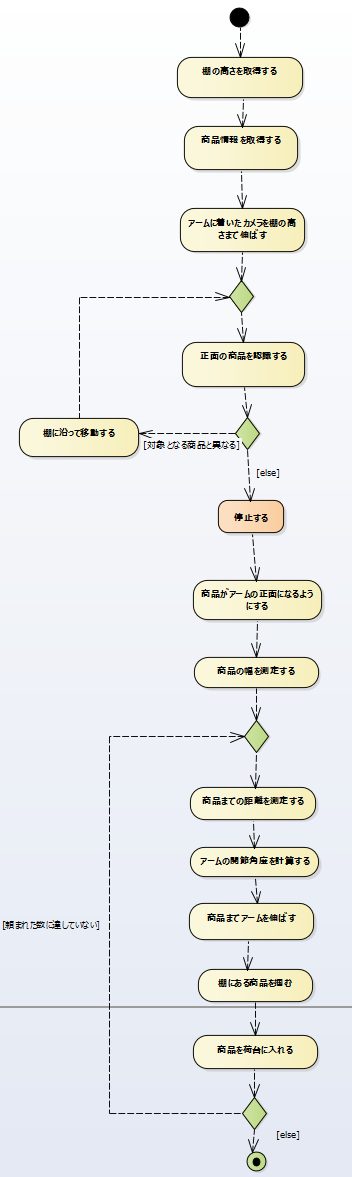 棚の高さを取得する
商品情報を取得する
アームに着いたカメラを棚の高
さまで伸ばす
正面の商品を認識する
棚に沿って移動する
[対象となる商品と異なる]
[else]
停止する
商品がアームの正面になるよう
にする
商品の幅を測定する
商品までの距離を測定する
アームの関節角度を計算する
商品までアームを伸ばす
[頼まれた数に達していない]
棚にある商品を掴む
商品を荷台に入れる
[else]